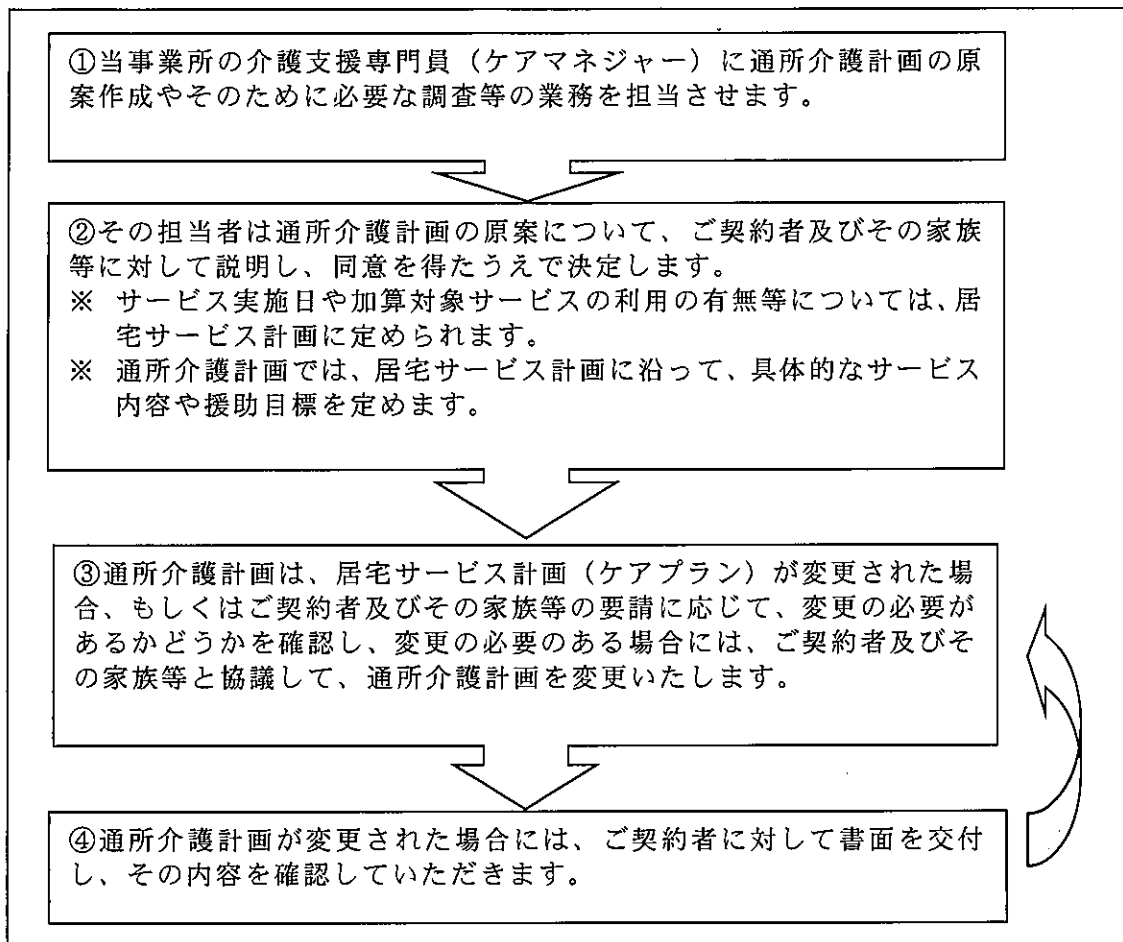 ①当事業所の介護支援専門員（ケアマネジャー）に通所介護計画の原
案作成やそのために必要な調査等の業務を担当させます。
②その担当者は通所介護計画の原案について、ご契約者及びその家族
等に対して説明し、同意を得たうえで決定します。
※ サービス実施日や加算対象サービスの利用の有無等については、居
宅サービス計画に定められます。
※ 通所介護計画では、居宅サービス計画に沿って、具体的なサービス
内容や援助目標を定めます。
③通所介護計画は、居宅サービス計画（ケアプラン）が変更された場
合、もしくはご契約者及びその家族等の要請に応じて、変更の必要が
あるかどうかを確認し、変更の必要のある場合には、ご契約者及びそ
の家族等と協議して、通所介護計画を変更いたします。
④通所介護計画が変更された場合には、ご契約者に対して書面を交付
し、その内容を確認していただきます。